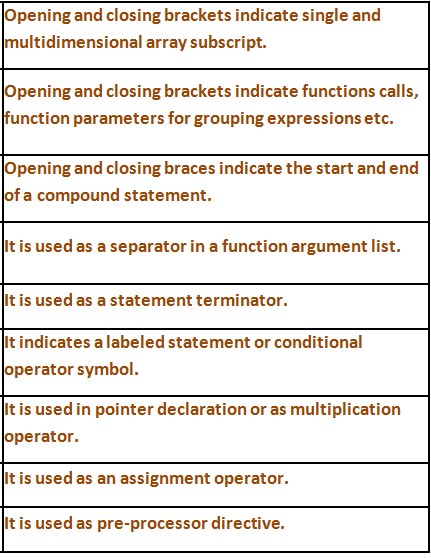 Opening and closing brackets indicate single and
multidimensional array subscript.
Opening and closing brackets indicate functions calls,
function parameters for grouping expressions etc.
Opening and closing braces indicate the start and end
of a compound statement.
It is used as a separator in a function argument list.
It is used as a statement terminator.
It indicates a labeled statement or conditional
operator symbol.
It is used in pointer declaration or as multiplication
operator.
It is used as an assignment operator.
It is used as pre-processor directive.